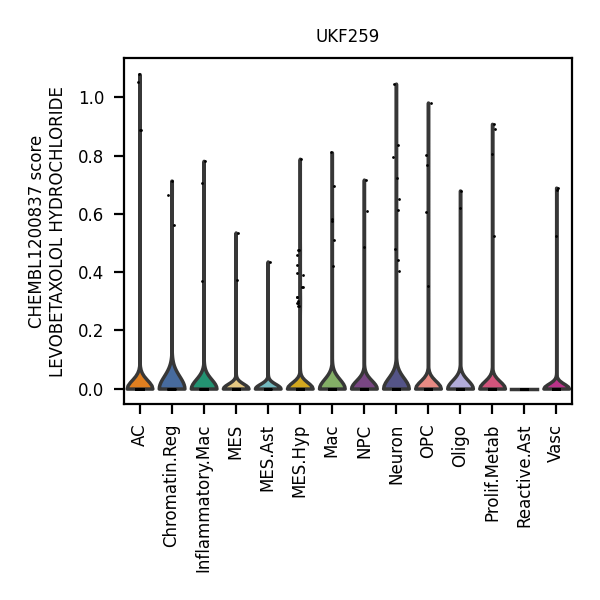 UKF259
CHEMBL1200837 score
LEVOBETAXOLOL HYDROCHLORIDE
1.0
0.8
0.6
0.4
0.2
0.0
AC
Chromatin.Reg
Inflammatory.Mac
MES
MES.Ast
MES.Hyp
Mac
NPC
Neuron
OPC
Oligo
Prolif.Metab
Reactive.Ast
Vasc